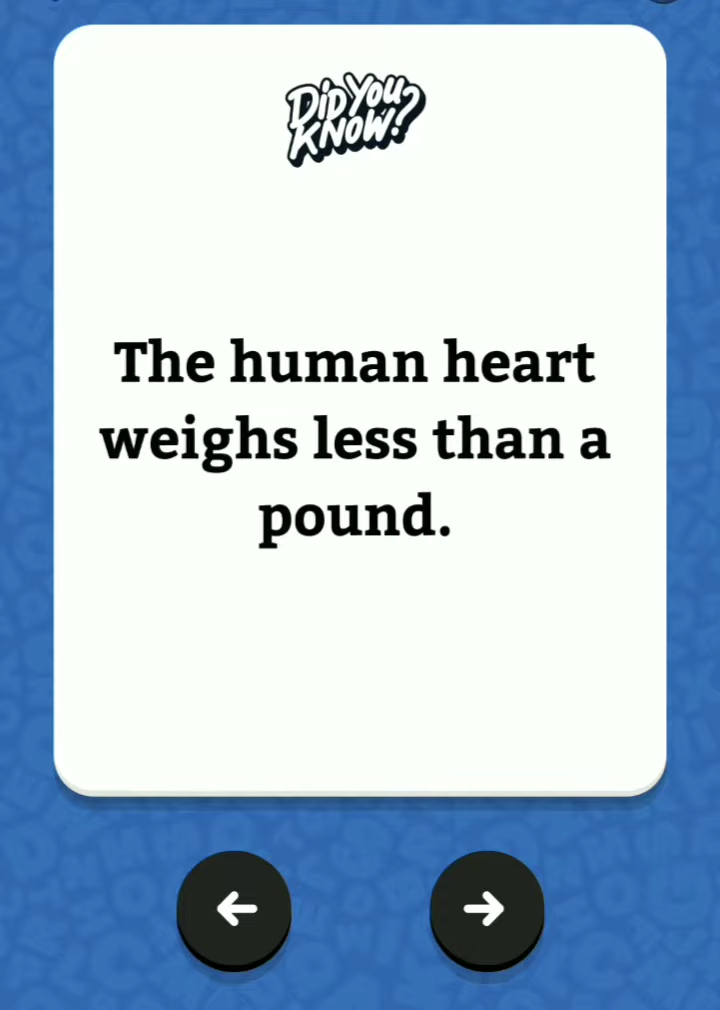 DiD YOU
KNOW?
The human heart
weighs less than a
pound.